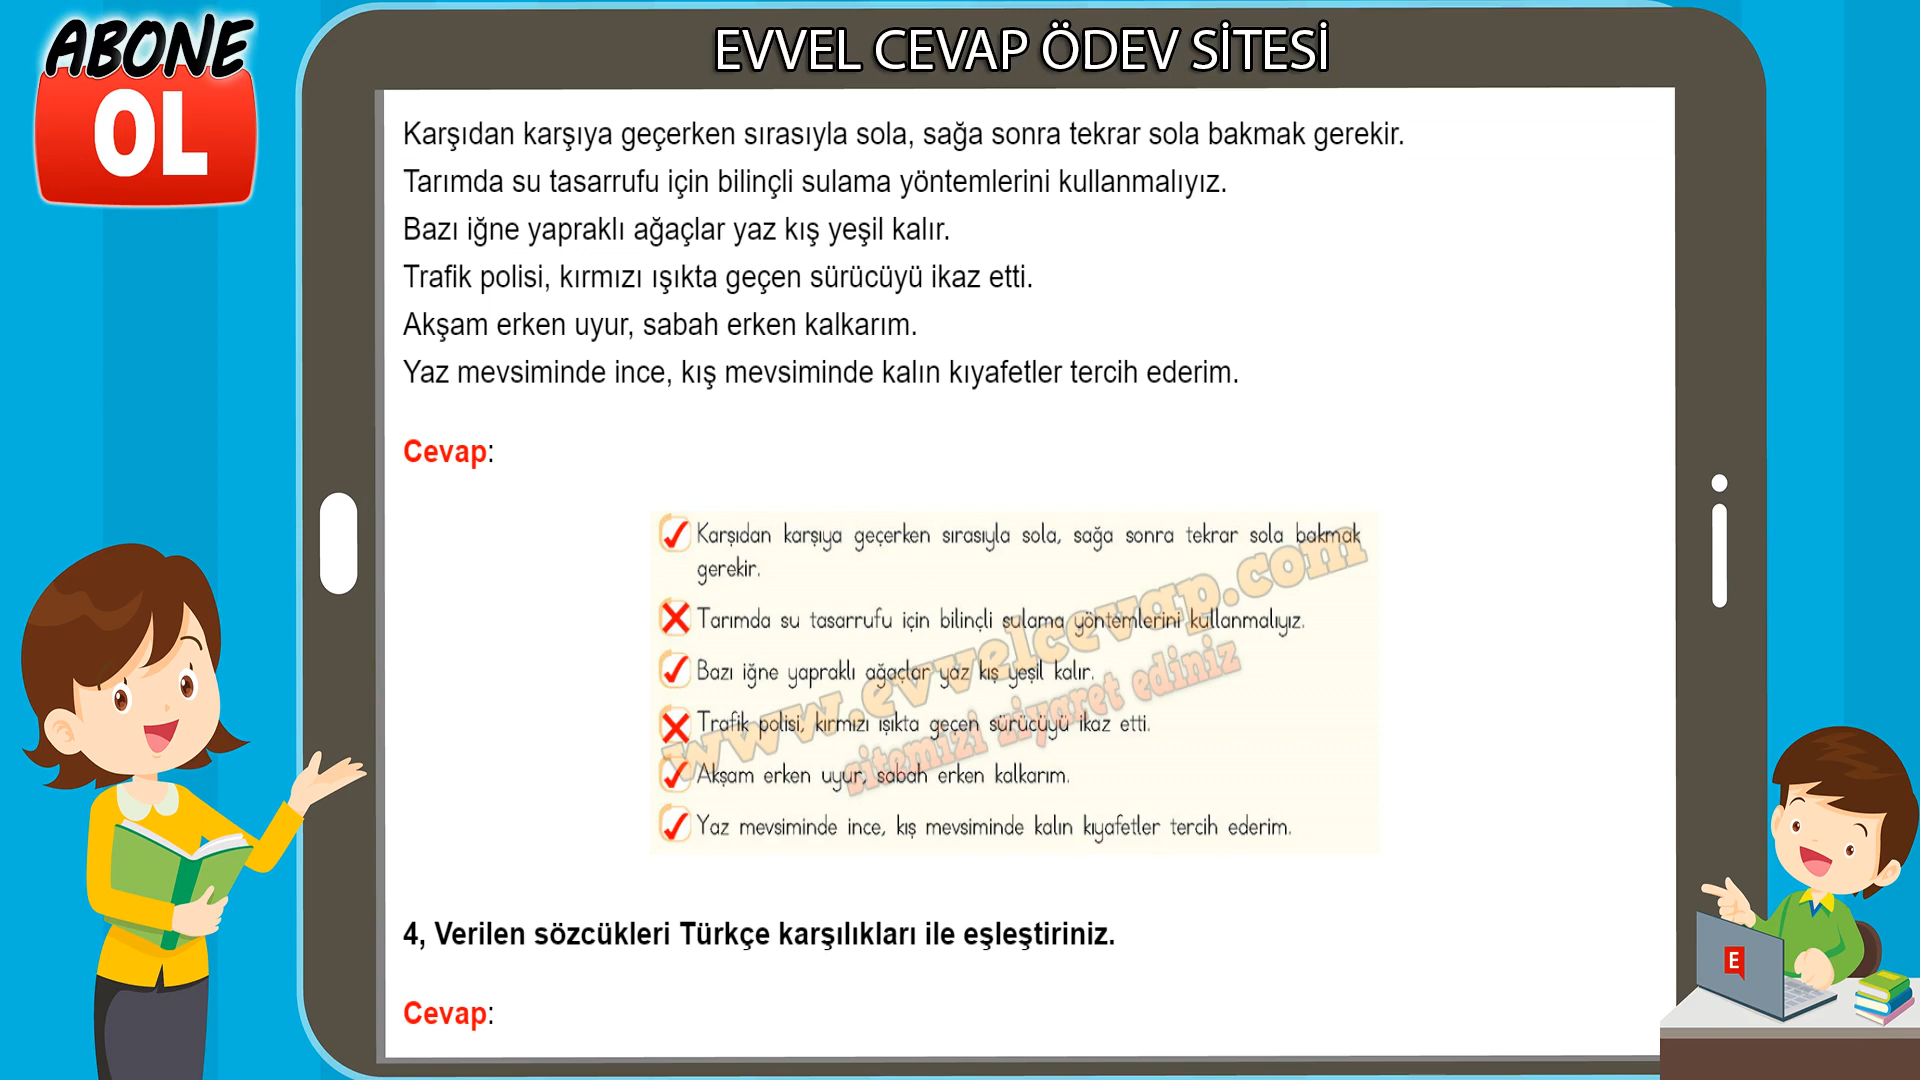 ABONE
OL
EVVEL CEVAP ÖDEV SİTESİ
Karşıdan karşıya geçerken sırasıyla sola, sağa sonra tekrar sola bakmak gerekir.
Tarımda su tasarrufu için bilinçli sulama yöntemlerini kullanmalıyız.
Bazı iğne yapraklı ağaçlar yaz kış yeşil kalır.
Trafik polisi, kırmızı ışıkta geçen sürücüyü ikaz etti.
Akşam erken uyur, sabah erken kalkarım.
Yaz mevsiminde ince, kış mevsiminde kalın kıyafetler tercih ederim.
Cevap:
Karşıdan karşıya geçerken sırasıyla sola, sağa sonra tekrar sola bakmak
gerekir.
Tarımda su tasarrufu için bilinçli sulama yöntemlerini kullanmalıyız.
Bazı iğne yapraklı ağaçlar yaz kış yeşil kalır.
Trafik polisi, kırmızı ışıkta geçen sürücüyü ikaz etti.
Akşam erken uyur, sabah erken kalkarım.
Yaz mevsiminde ince, kış mevsiminde kalın kıyafetler tercih ederim.
www.evvelcevap.com
sitemizi ziyaret ediniz
4, Verilen sözcükleri Türkçe karşılıkları ile eşleştiriniz.
Cevap:
E